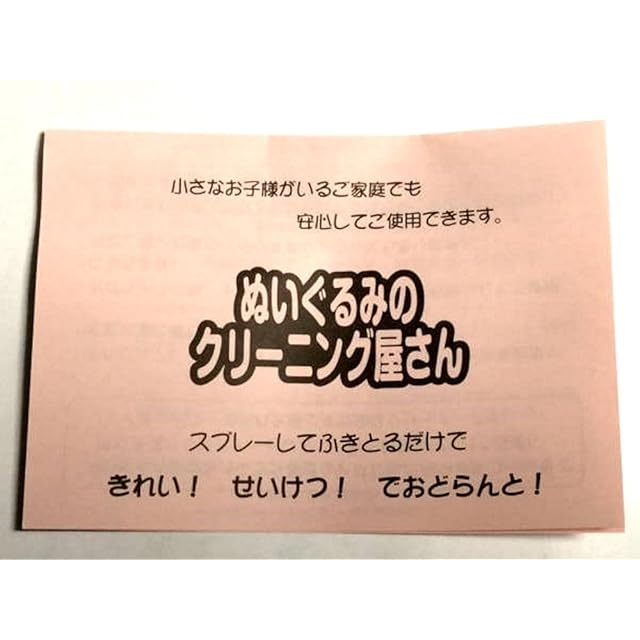 小さなお子様がいるご家庭でも
安心してご使用できます。
ぬいぐるみの
クリーニング屋さん
スプレーしてふきとるだけで
きれい！ せいけつ！ でおどらんと！